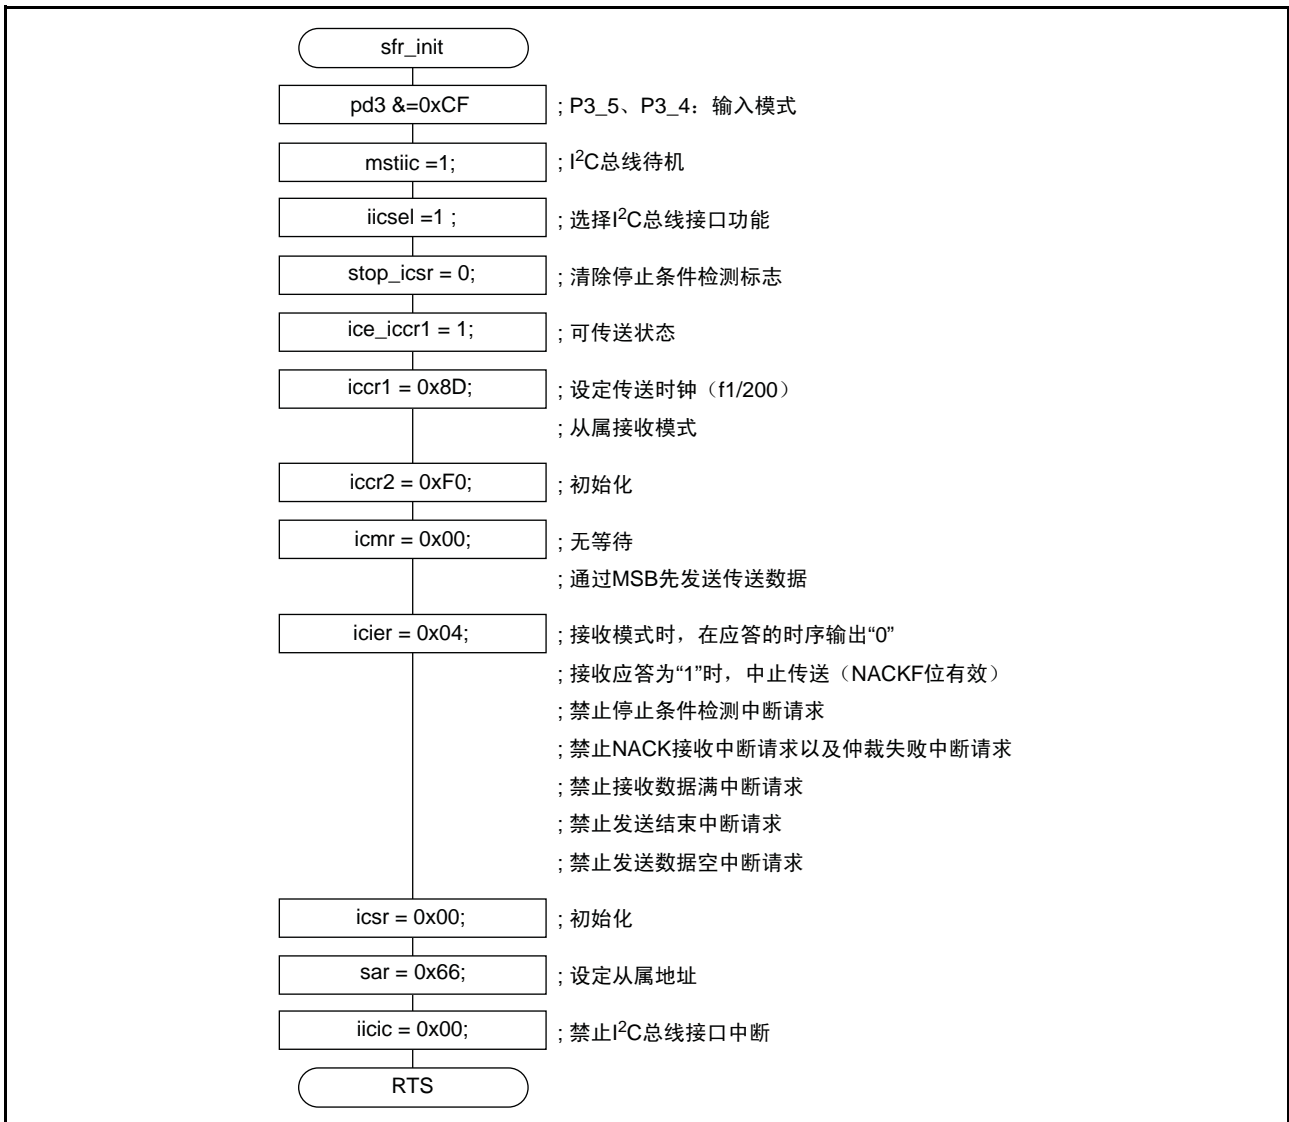 sfr_init
pd3 &=0xCF ; P3_5、P3_4：输入模式
mstiic =1; ; I²C总线待机
iicsel =1 ; ; 选择I²C总线接口功能
stop_icsr = 0; ; 清除停止条件检测标志
ice_iccr1 = 1; ; 可传送状态
iccr1 = 0x8D; ; 设定传送时钟（f1/200）
; 从属接收模式
iccr2 = 0xF0; ; 初始化
icmr = 0x00; ; 无等待
; 通过MSB先发送传送数据
icier = 0x04; ; 接收模式时，在应答的时序输出“0”
; 接收应答为“1”时，中止传送（NACKF位有效）
; 禁止停止条件检测中断请求
; 禁止NACK接收中断请求以及仲裁失败中断请求
; 禁止接收数据满中断请求
; 禁止发送结束中断请求
; 禁止发送数据空中断请求
icsr = 0x00; ; 初始化
sar = 0x66; ; 设定从属地址
iicic = 0x00; ; 禁止I²C总线接口中断
RTS